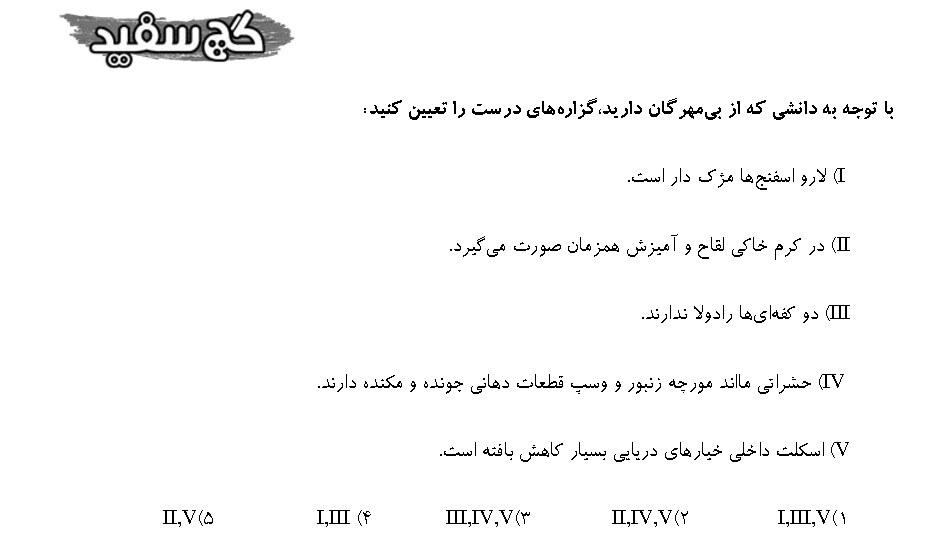 گچ سفید
با توجه به دانشی که از بی‌مهرگان دارید،گزاره‌های درست را تعیین کنید:
I) لارو اسفنج‌ها مژک دار است.
II) در کرم خاکی لقاح و آمیزش همزمان صورت می‌گیرد.
III) دو کفه‌ای‌ها رادولا ندارند.
IV) حشراتی مااند مورچه زنبور و وسپ قطعات دهانی جونده و مکنده دارند.
V) اسکلت داخلی خیارهای دریایی بسیار کاهش یافته است.
۱)I,III,V ۲)II,IV,V ۳)III,IV,V ۴) I,III ۵)II,V